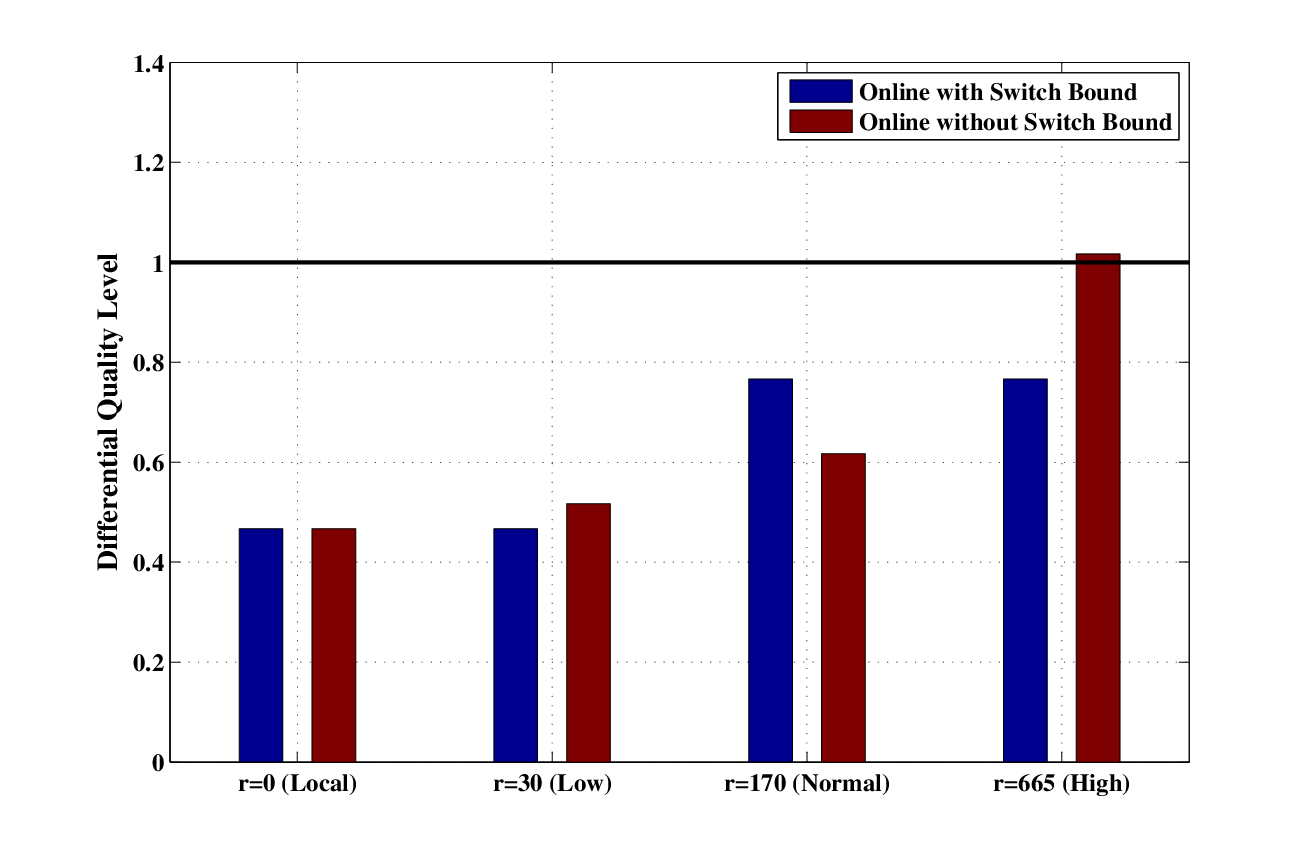 1.4
1.2
1
0.8
0.6
0.4
0.2
0
Differential Quality Level
Online with Switch Bound
Online without Switch Bound
r=0 (Local)
r=30 (Low)
r=170 (Normal)
r=665 (High)